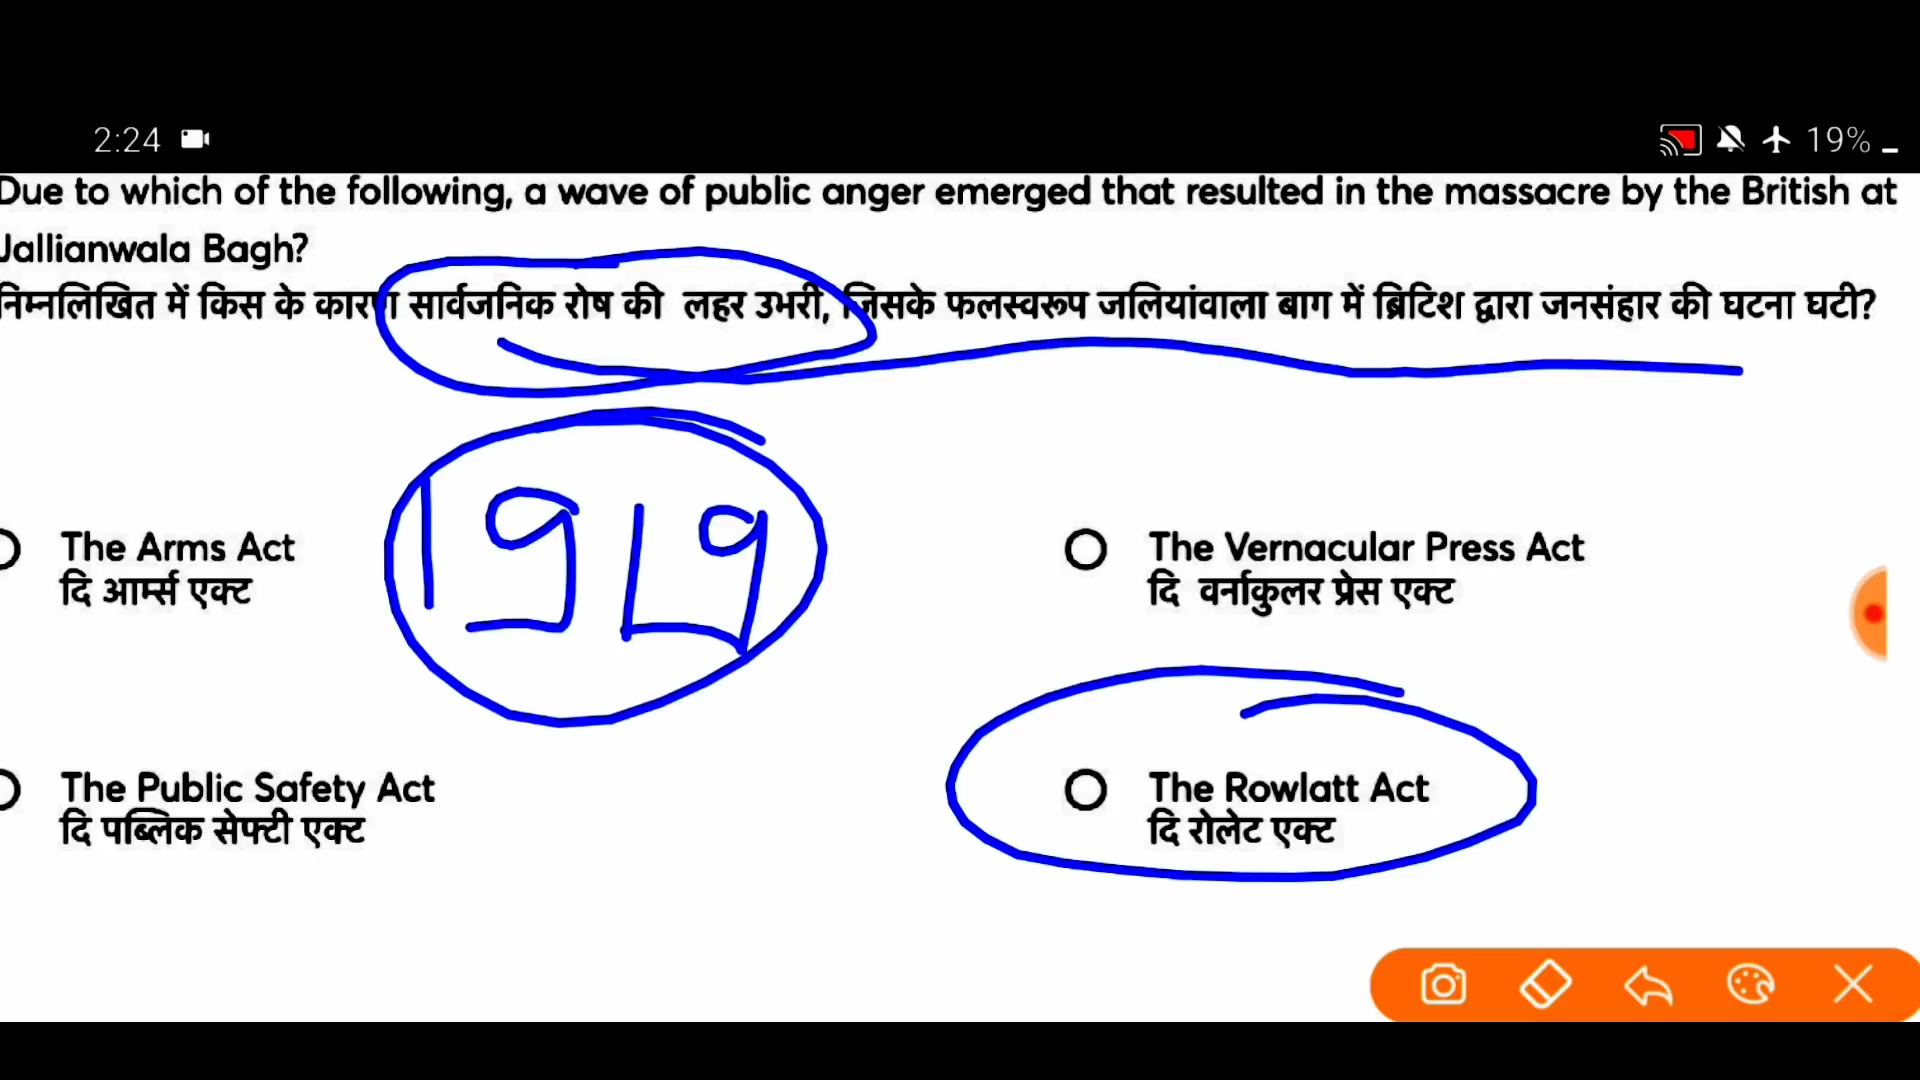 2:24
19%
Due to which of the following, a wave of public anger emerged that resulted in the massacre by the British at
Jallianwala Bagh?
निम्नलिखित में किस के कारण सार्वजनिक रोष की लहर उभरी, जिसके फलस्वरूप जलियांवाला बाग में ब्रिटिश द्वारा जनसंहार की घटना घटी?
1919
The Arms Act
दि आर्म्स एक्ट
The Vernacular Press Act
दि वर्नाकुलर प्रेस एक्ट
The Public Safety Act
दि पब्लिक सेफ्टी एक्ट
The Rowlatt Act
दि रोलेट एक्ट